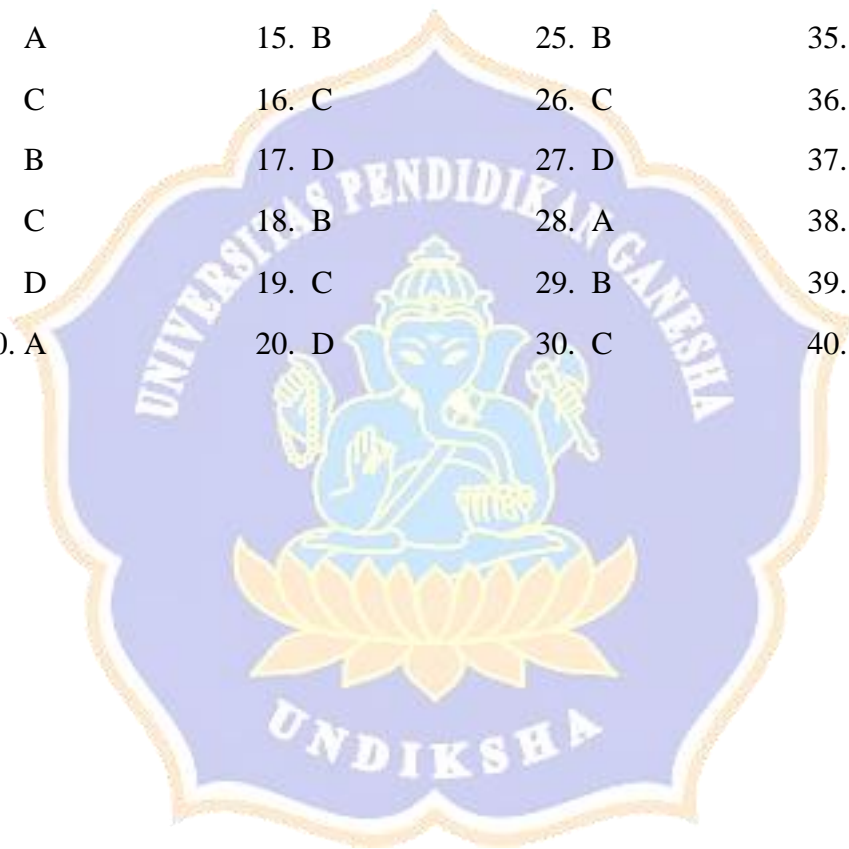 A 15. B 25. B 35.
C 16. C 26. C 36.
B 17. D 27. D 37.
C 18. B 28. A 38.
D 19. C 29. B 39.
0. A 20. D 30. C 40.
UNIVERSITAS PENDIDIKAN GANESHA
UNDIKSHA